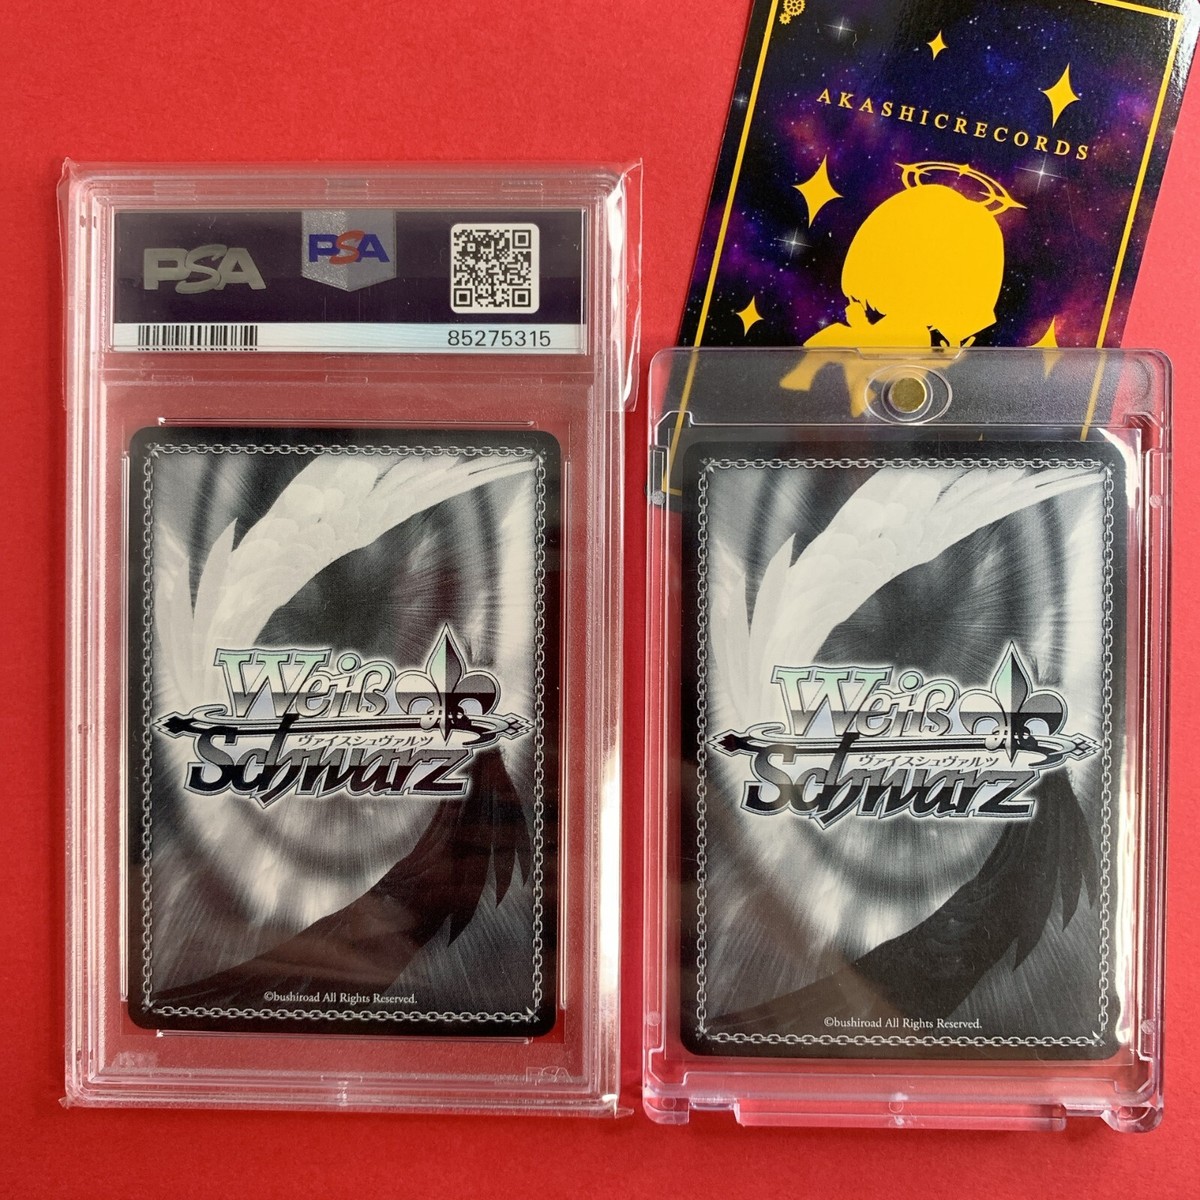 AKASHICRECORDS
PSA
PSA
85275315
Weiß
ヴァイスシュヴァルツ
Schwarz
©bushiroad All Rights Reserved.
Weiß
ヴァイスシュヴァルツ
Schwarz
©bushiroad All Rights Reserved.
PSA